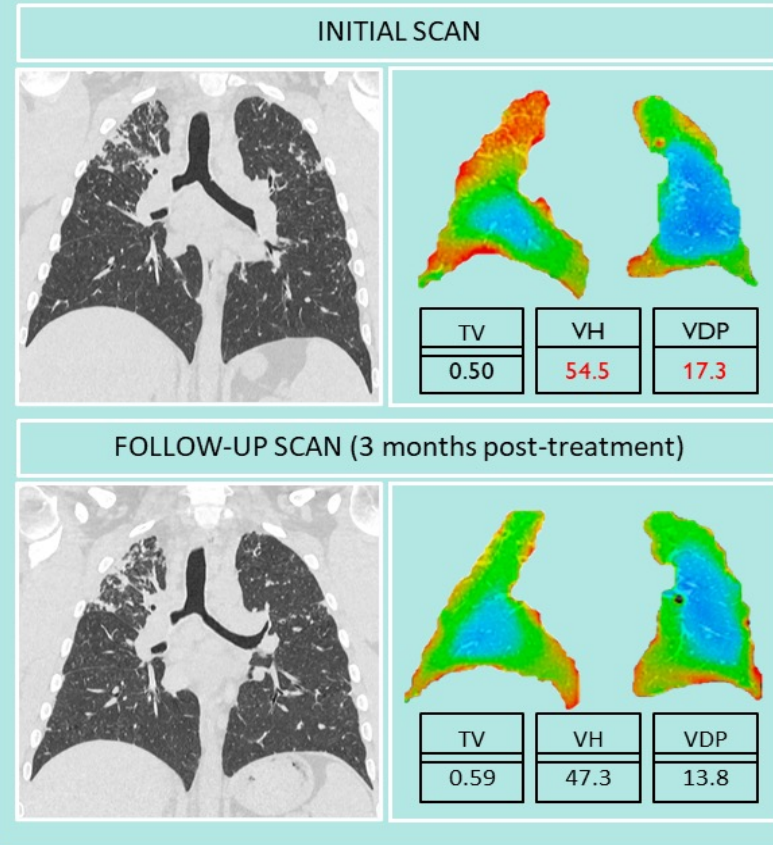 INITIAL SCAN
TV VH VDP
0.50 54.5 17.3
FOLLOW-UP SCAN (3 months post-treatment)
TV VH VDP
0.59 47.3 13.8